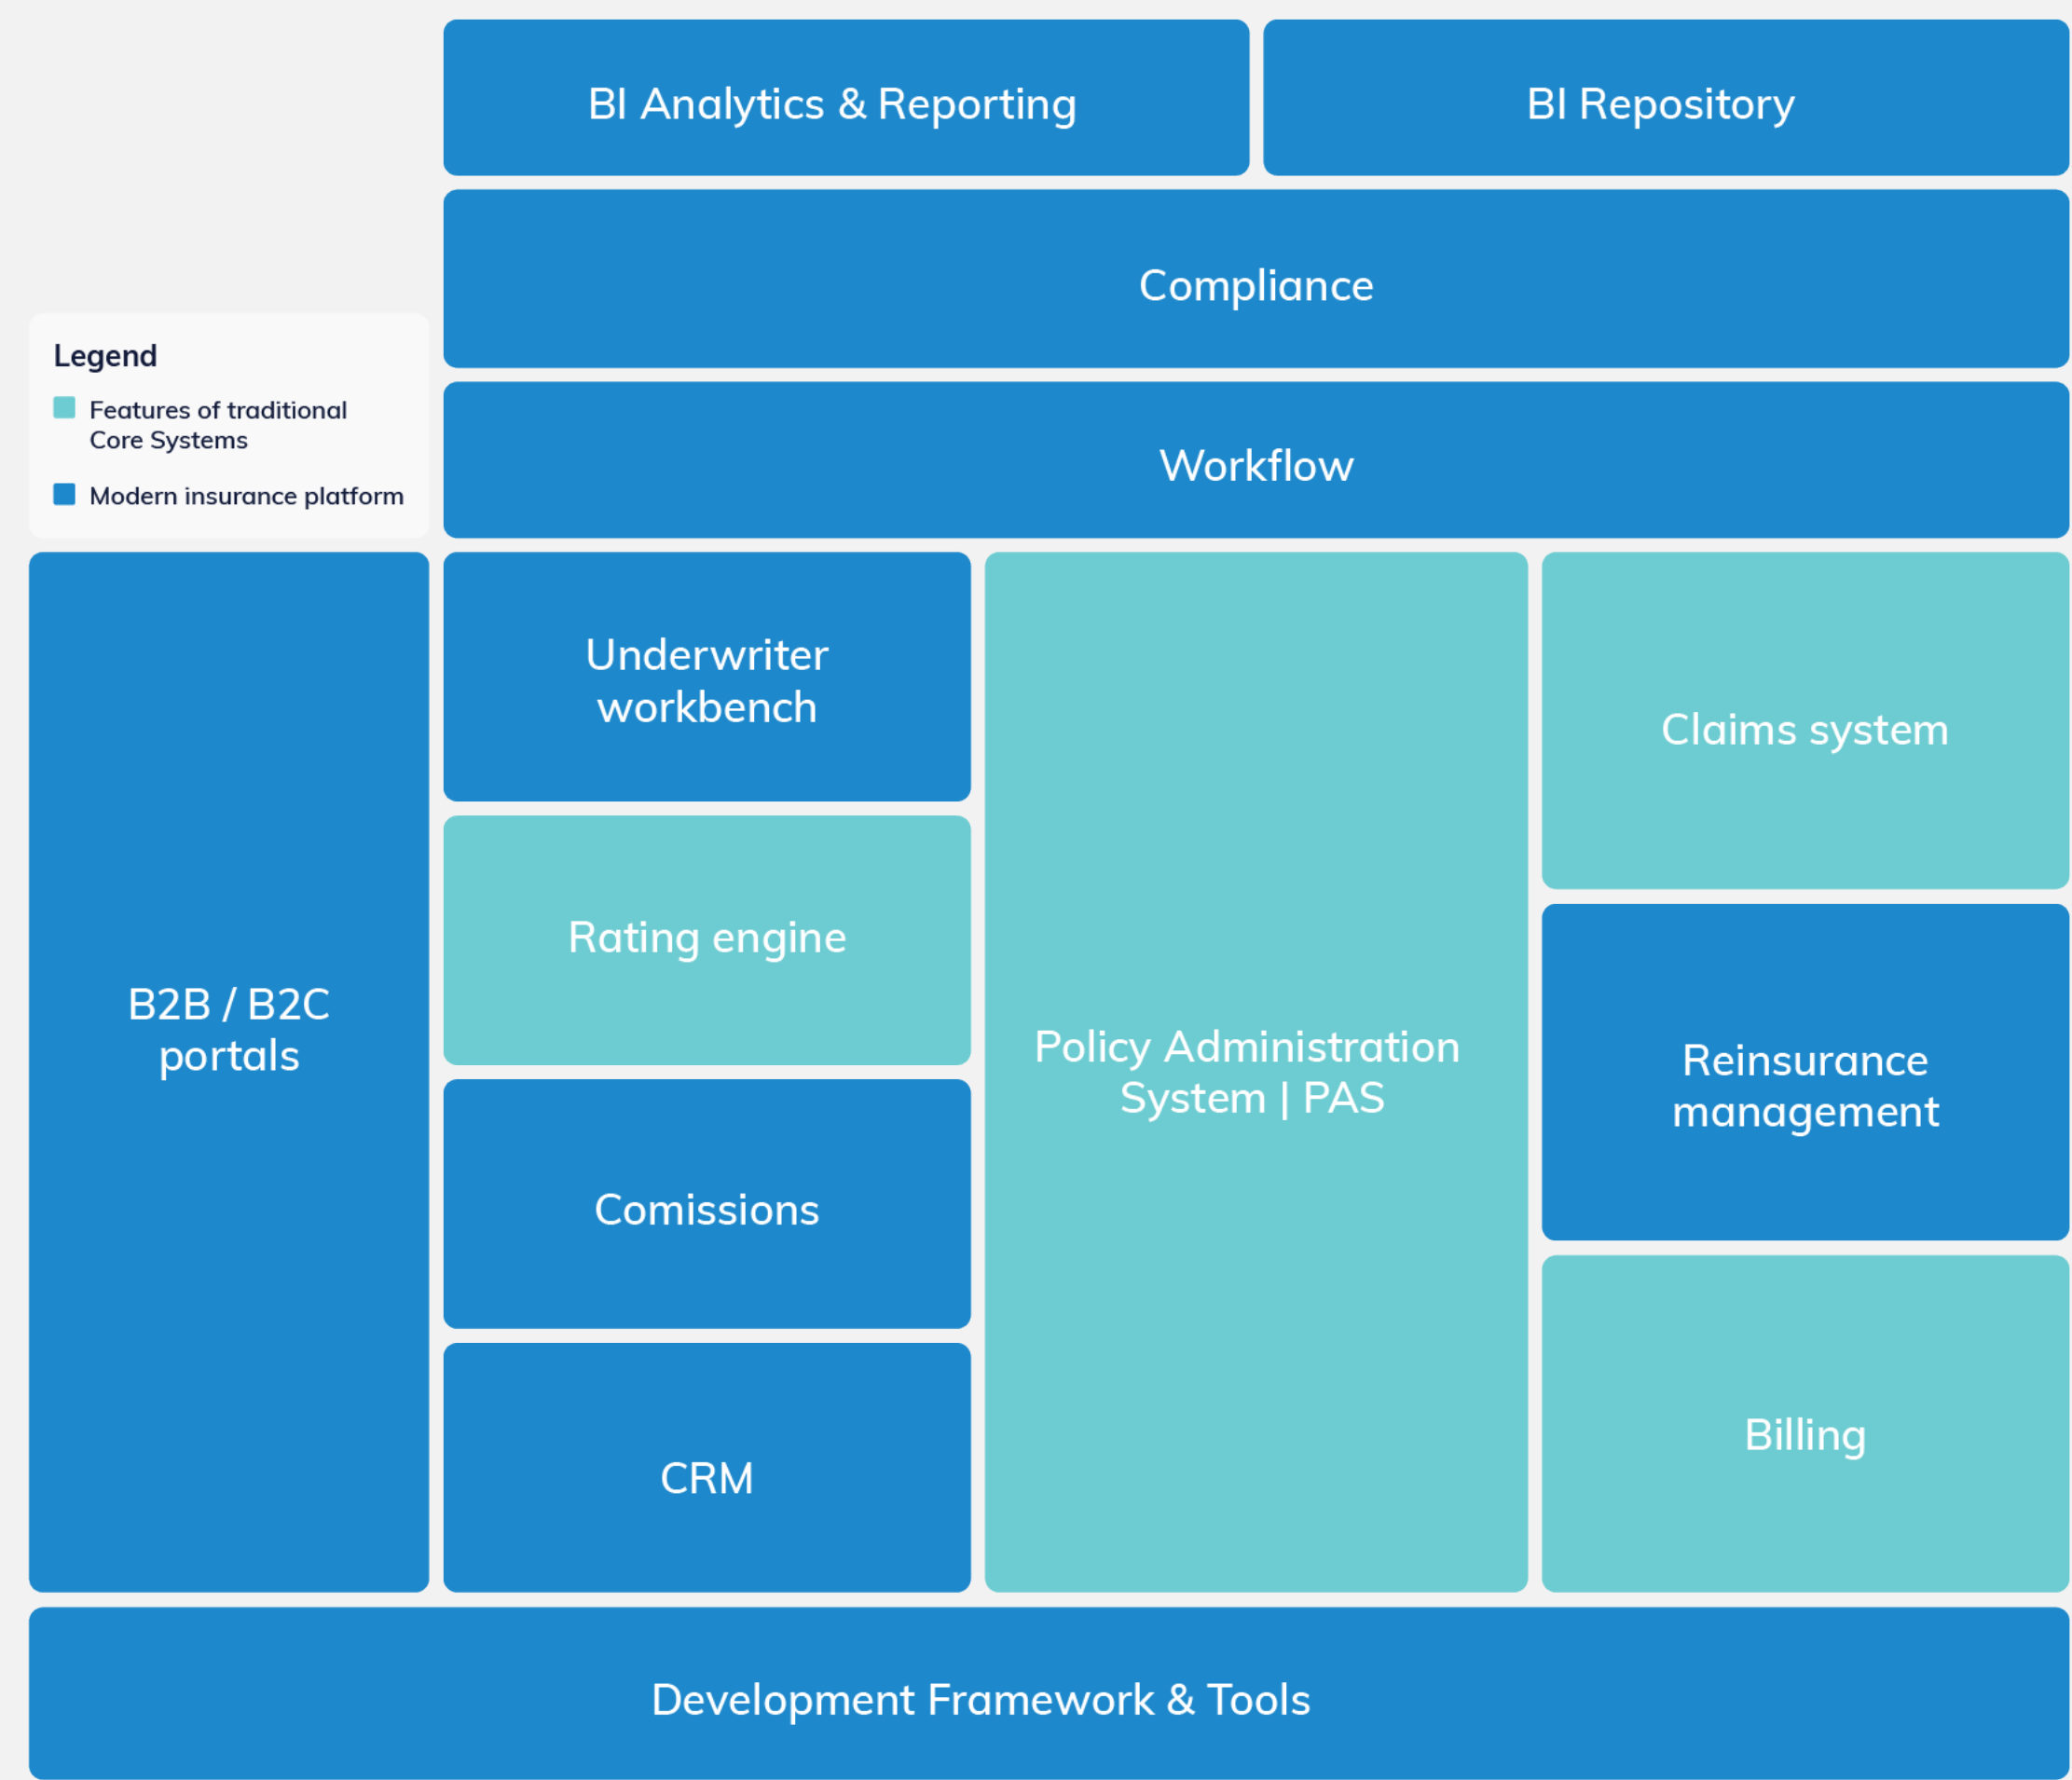 BI Analytics & Reporting
BI Repository
Compliance
Legend
Features of traditional
Core Systems
Modern insurance platform
Workflow
B2B / B2C
portals
Underwriter
workbench
Rating engine
Comissions
CRM
Policy Administration
System | PAS
Claims system
Reinsurance
management
Billing
Development Framework & Tools